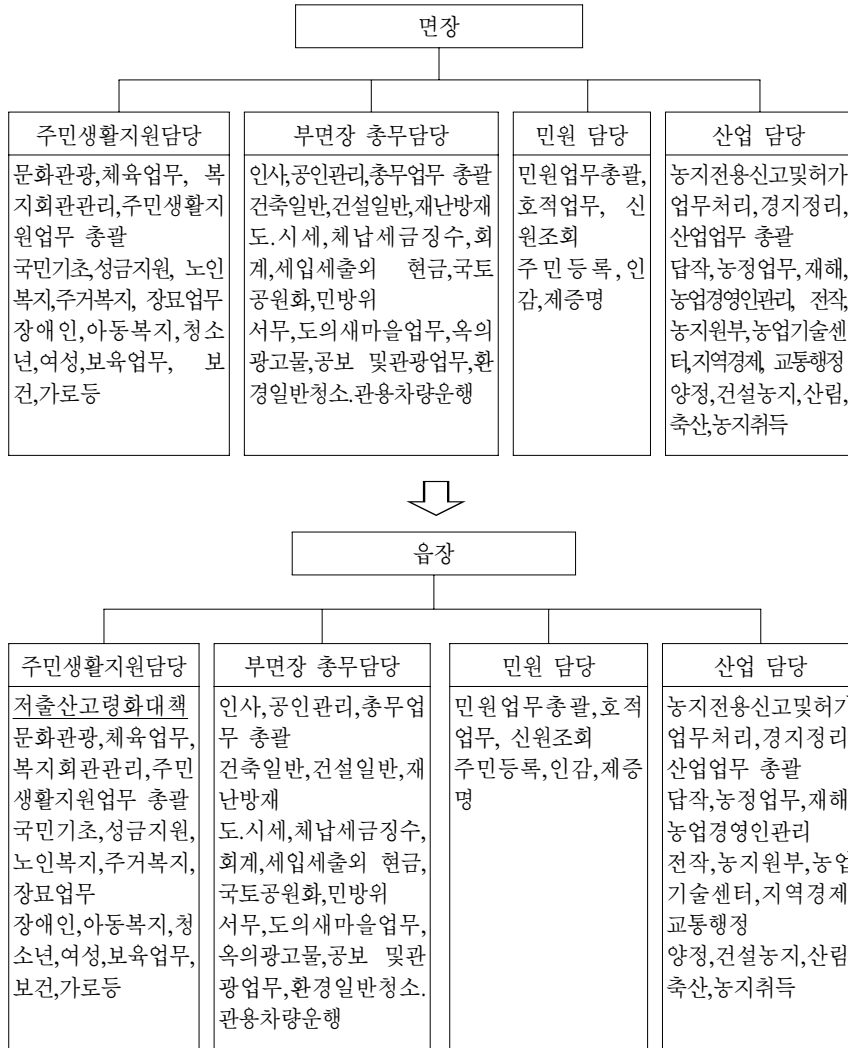 면장
주민생활지원담당
문화관광,체육업무, 복
지회관관리,주민생활지
원업무 총괄
국민기초,성금지원, 노인
복지,주거복지, 장묘업무
장애인,아동복지,청소
년,여성,보육업무, 보
건,가로등
부면장 총무담당
인사,공인관리,총무업무 총괄
건축일반,건설일반,재난방재
도.시세,체납세금징수,회
계,세입세출외 현금,국토
공원화,민방위
서무,도의새마을업무,옥외
광고물,공보 및관광업무,환
경일반청소.관용차량운행
민원 담당
민원업무총괄,
호적업무, 신
원조회
주민등록,인
감,제증명
산업 담당
농지전용신고및허가
업무처리,경지정리,
산업업무 총괄
답작,농정업무,재해,
농업경영인관리, 전작,
농지원부,농업기술센
터,지역경제, 교통행정
양정,건설농지,산림,
축산,농지취득
읍장
주민생활지원담당
저출산고령화대책
문화관광,체육업무,
복지회관관리,주민
생활지원업무 총괄
국민기초,성금지원,
노인복지,주거복지,
장묘업무
장애인,아동복지,청
소년,여성,보육업무,
보건,가로등
부면장 총무담당
인사,공인관리,총무업
무 총괄
건축일반,건설일반,재
난방재
도.시세,체납세금징수,
회계,세입세출외 현금,
국토공원화,민방위
서무,도의새마을업무,
옥외광고물,공보 및관
광업무,환경일반청소.
관용차량운행
민원 담당
민원업무총괄,호적
업무, 신원조회
주민등록,인감,제증
명
산업 담당
농지전용신고및허가
업무처리,경지정리
산업업무 총괄
답작,농정업무,재해
농업경영인관리
전작,농지원부,농업
기술센터,지역경제
교통행정
양정,건설농지,산림
축산,농지취득